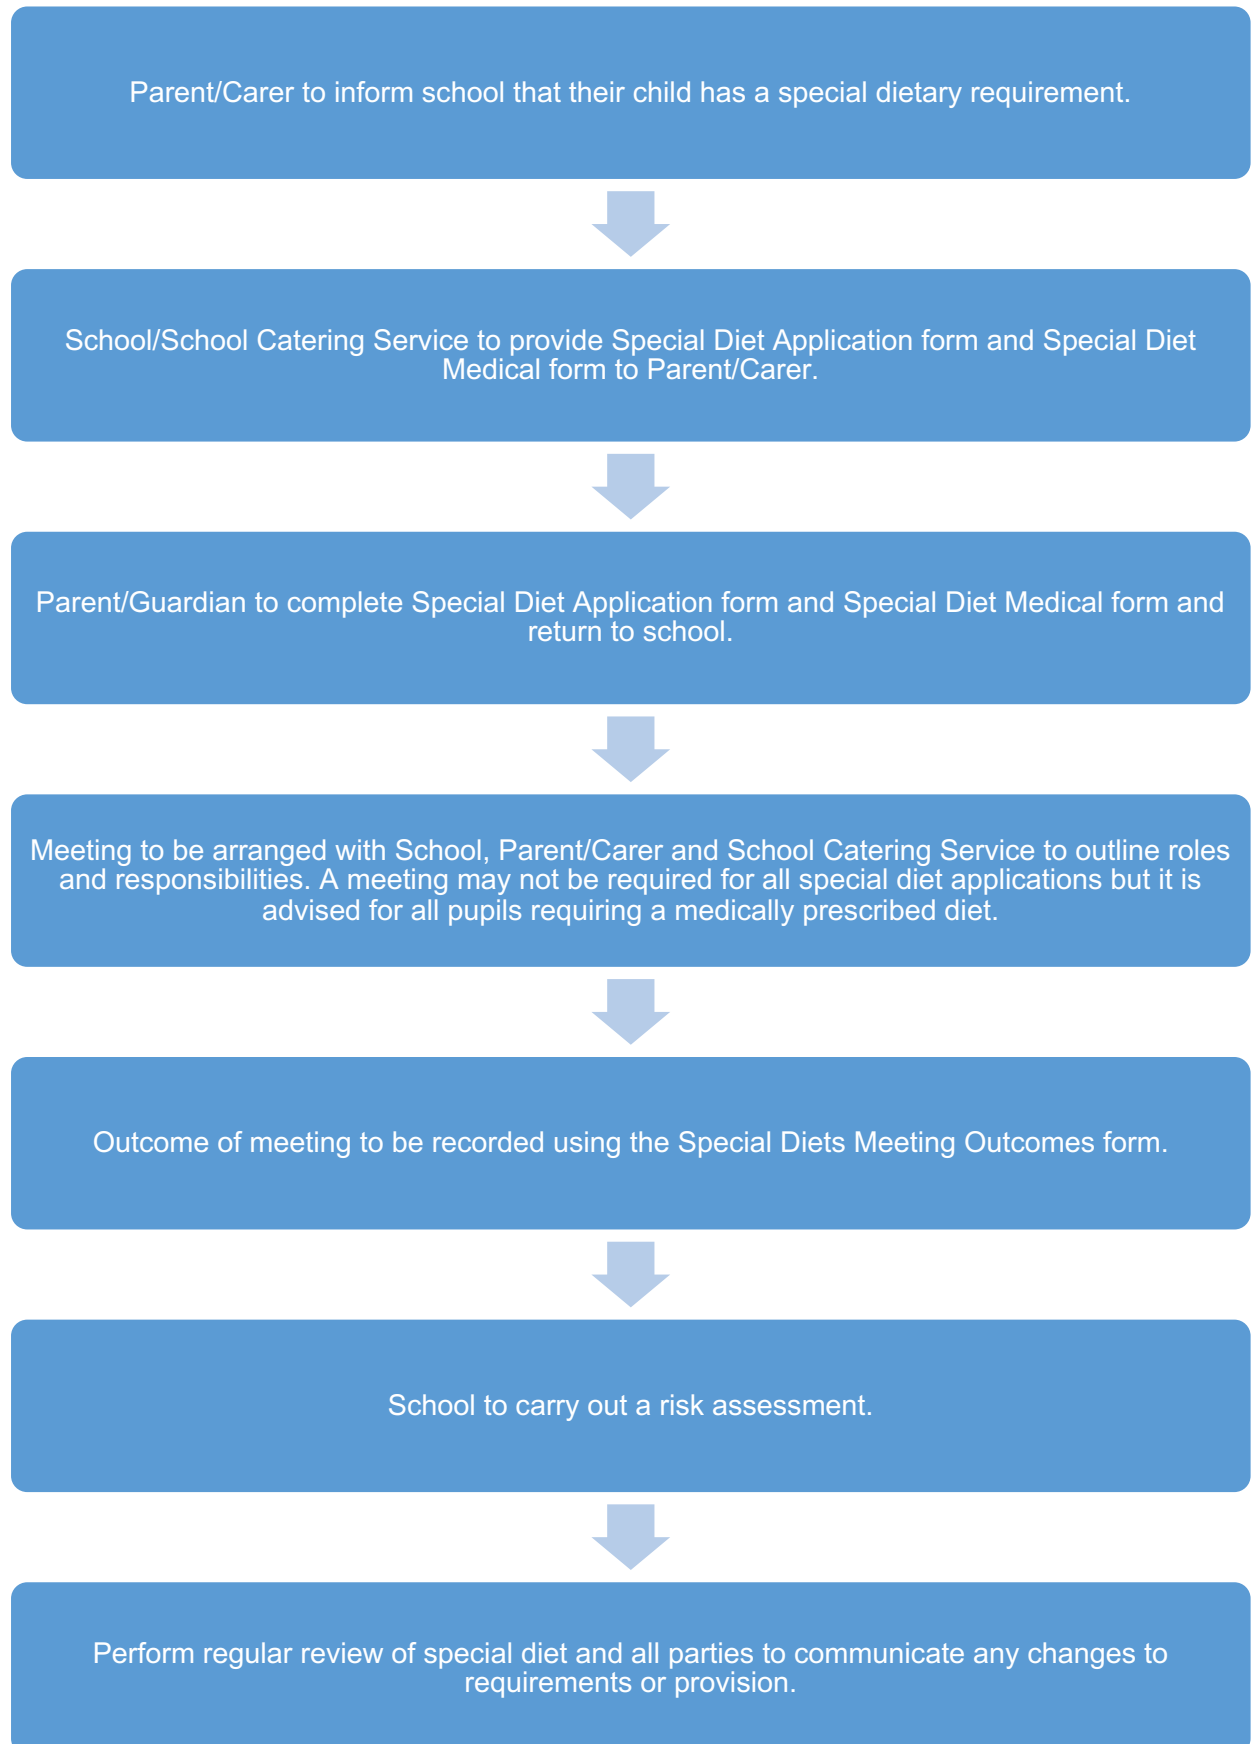 Parent/Carer to inform school that their child has a special dietary requirement.
School/School Catering Service to provide Special Diet Application form and Special Diet
Medical form to Parent/Carer.
Parent/Guardian to complete Special Diet Application form and Special Diet Medical form and
return to school.
Meeting to be arranged with School, Parent/Carer and School Catering Service to outline roles
and responsibilities. A meeting may not be required for all special diet applications but it is
advised for all pupils requiring a medically prescribed diet.
Outcome of meeting to be recorded using the Special Diets Meeting Outcomes form.
School to carry out a risk assessment.
Perform regular review of special diet and all parties to communicate any changes to
requirements or provision.